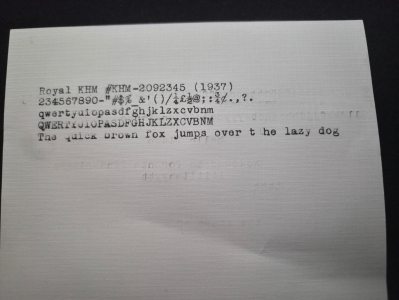 Royal KHM #KHM-2092345 (1937)
234567890-"#$%_&'()/¼£½@;:¾⁄.,?.
qwertyuiopasdfghjklzxcvbnm
QWERTYUIOPASDFGHJKLZXCVBNM
The quick brown fox jumps over t he lazy dog